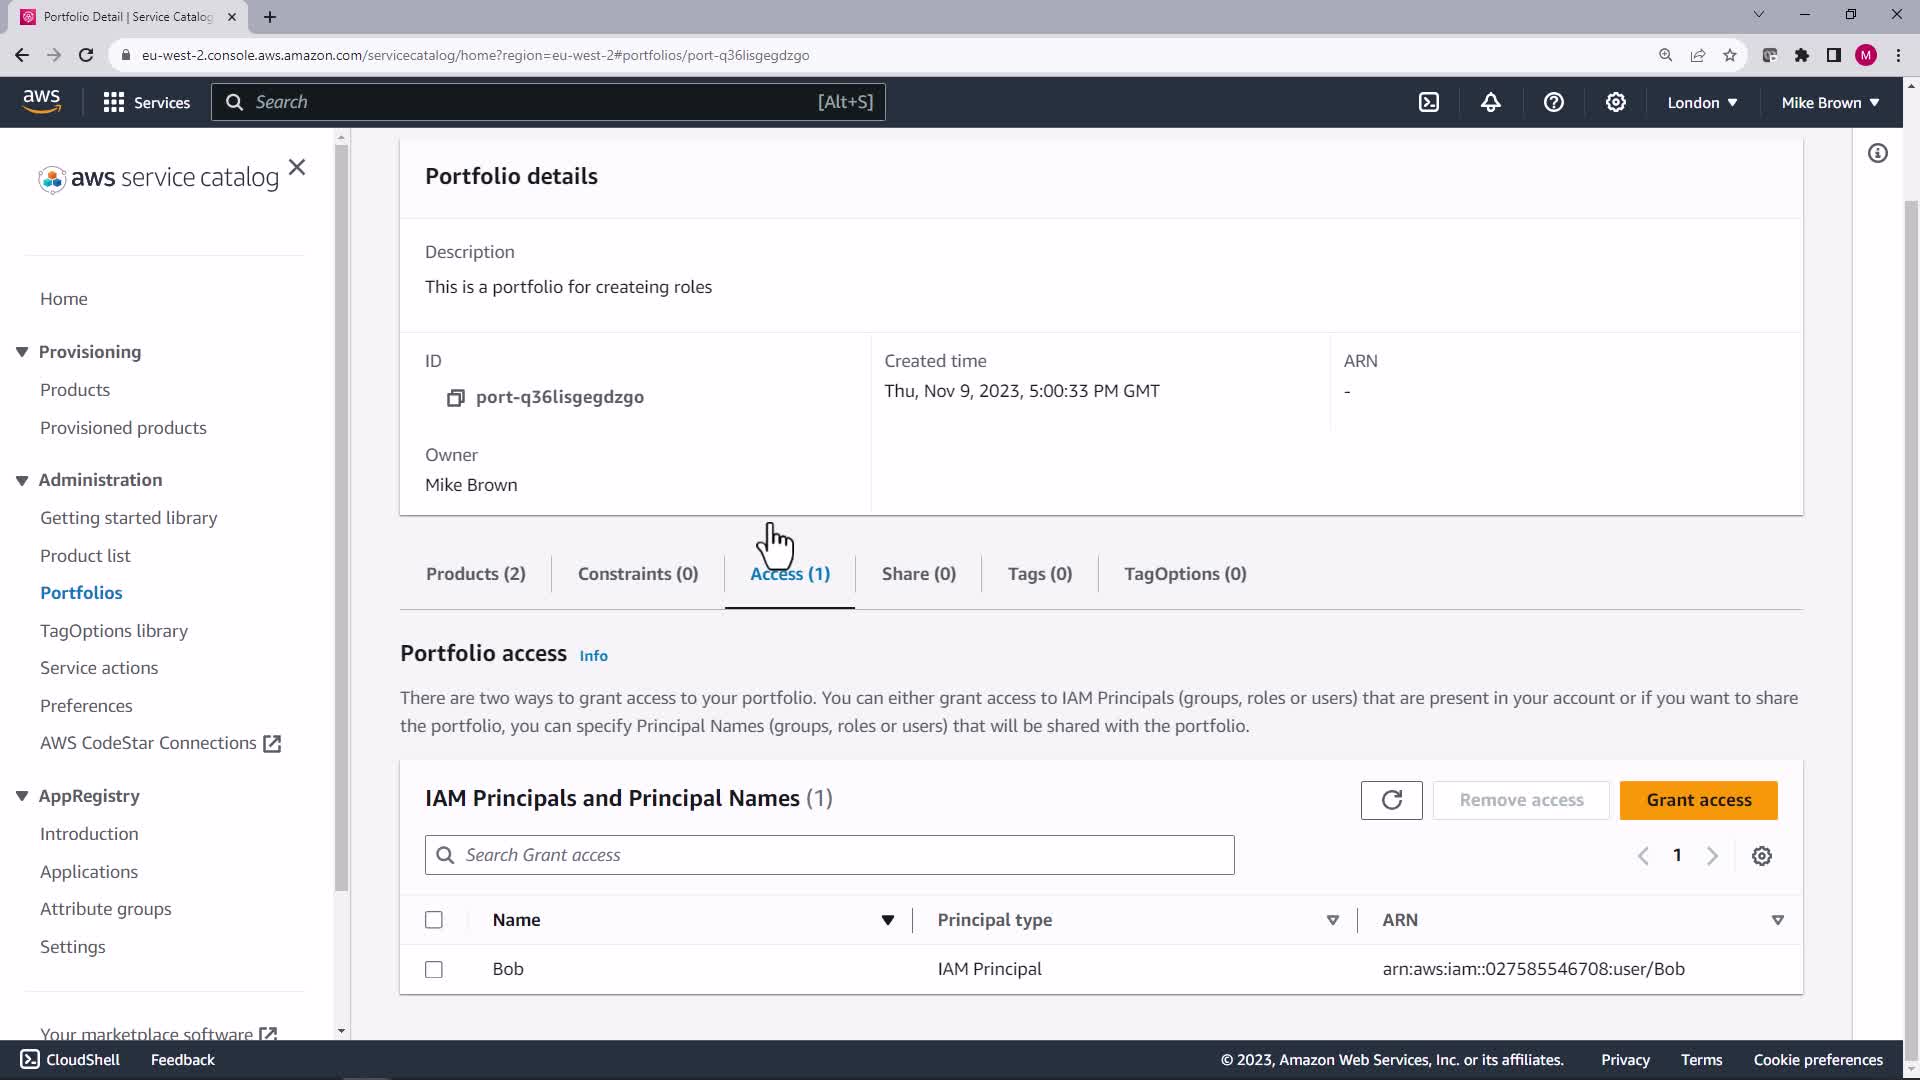 Portfolio Detail | Service Catalog
eu-west-2.console.aws.amazon.com/servicecatalog/home?region=eu-west-2#portfolios/port-q36lisgegdzgo
M
aws
Services
Search
[Alt+S]
London
Mike Brown
aws service catalog
Home
Provisioning
Products
Provisioned products
Administration
Getting started library
Product list
Portfolios
TagOptions library
Service actions
Preferences
AWS CodeStar Connections
AppRegistry
Introduction
Applications
Attribute groups
Settings
Your marketplace software
Portfolio details
Description
This is a portfolio for createing roles
ID
port-q36lisgegdzgo
Created time
Thu, Nov 9, 2023, 5:00:33 PM GMT
ARN
-
Owner
Mike Brown
Products (2)
Constraints (0)
Access (1)
Share (0)
Tags (0)
TagOptions (0)
Portfolio access Info
There are two ways to grant access to your portfolio. You can either grant access to IAM Principals (groups, roles or users) that are present in your account or if you want to share
the portfolio, you can specify Principal Names (groups, roles or users) that will be shared with the portfolio.
IAM Principals and Principal Names (1)
Remove access
Grant access
Search Grant access
1
Name
Principal type
ARN
Bob
IAM Principal
arn:aws:iam::027585546708:user/Bob
CloudShell
Feedback
© 2023, Amazon Web Services, Inc. or its affiliates.
Privacy
Terms
Cookie preferences